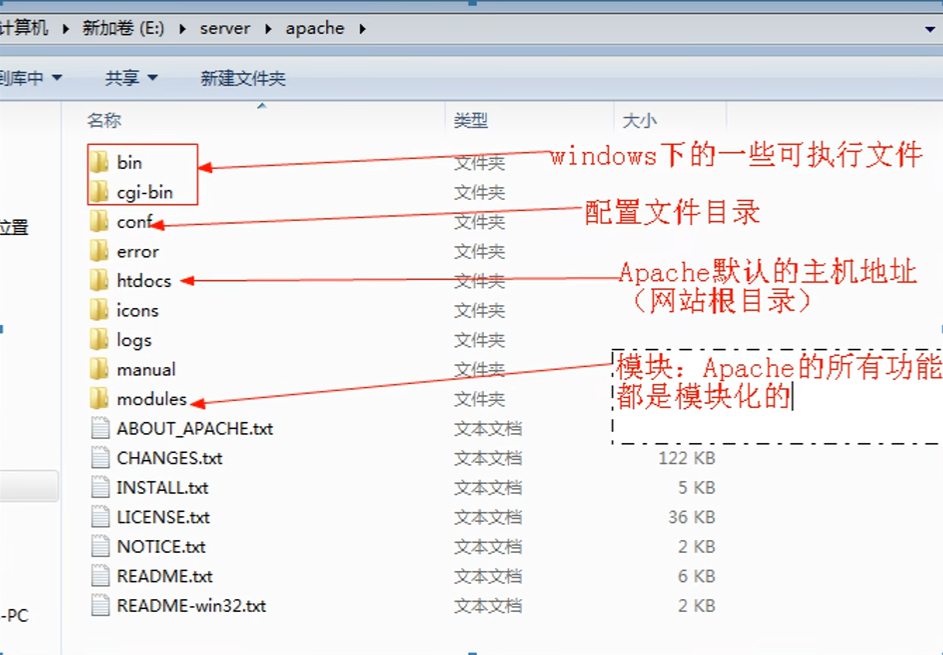 计算机 ▸ 新加卷 (E:) ▸ server ▸ apache ▸
到库中 共享 新建文件夹
名称 类型 大小
bin 文件夹
windows下的一些可执行文件
cgi-bin 文件夹
conf 文件夹
配置文件目录
error 文件夹
htdocs 文件夹
Apache默认的主机地址
（网站根目录）
icons 文件夹
logs 文件夹
manual 文件夹
模块：Apache的所有功能
都是模块化的
modules 文件夹
ABOUT_APACHE.txt 文本文档
CHANGES.txt 文本文档 122 KB
INSTALL.txt 文本文档 5 KB
LICENSE.txt 文本文档 36 KB
NOTICE.txt 文本文档 2 KB
README.txt 文本文档 6 KB
README-win32.txt 文本文档 2 KB
位置
-PC